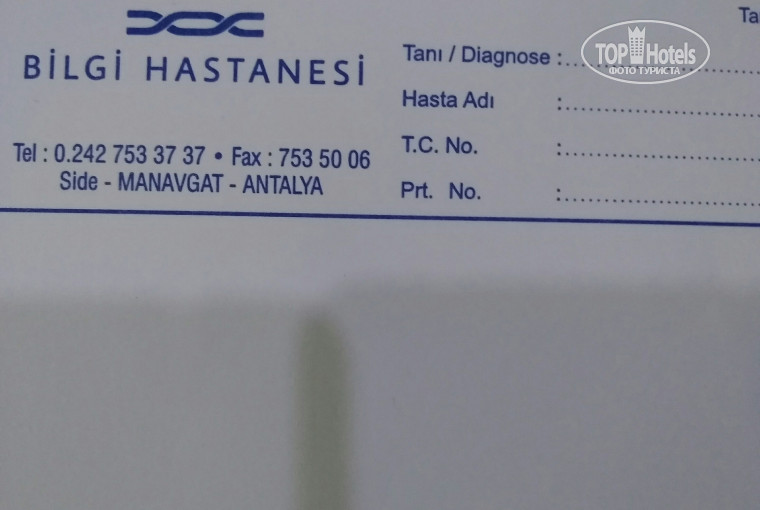 BİLGİ HASTANESİ
Tel : 0.242 753 37 37 • Fax : 753 50 06
Side - MANAVGAT - ANTALYA
Ta
Tanı / Diagnose :
Hasta Adı :
T.C. No. :
Prt. No. :
TOP Hotels
ФОТО ТУРИСТА